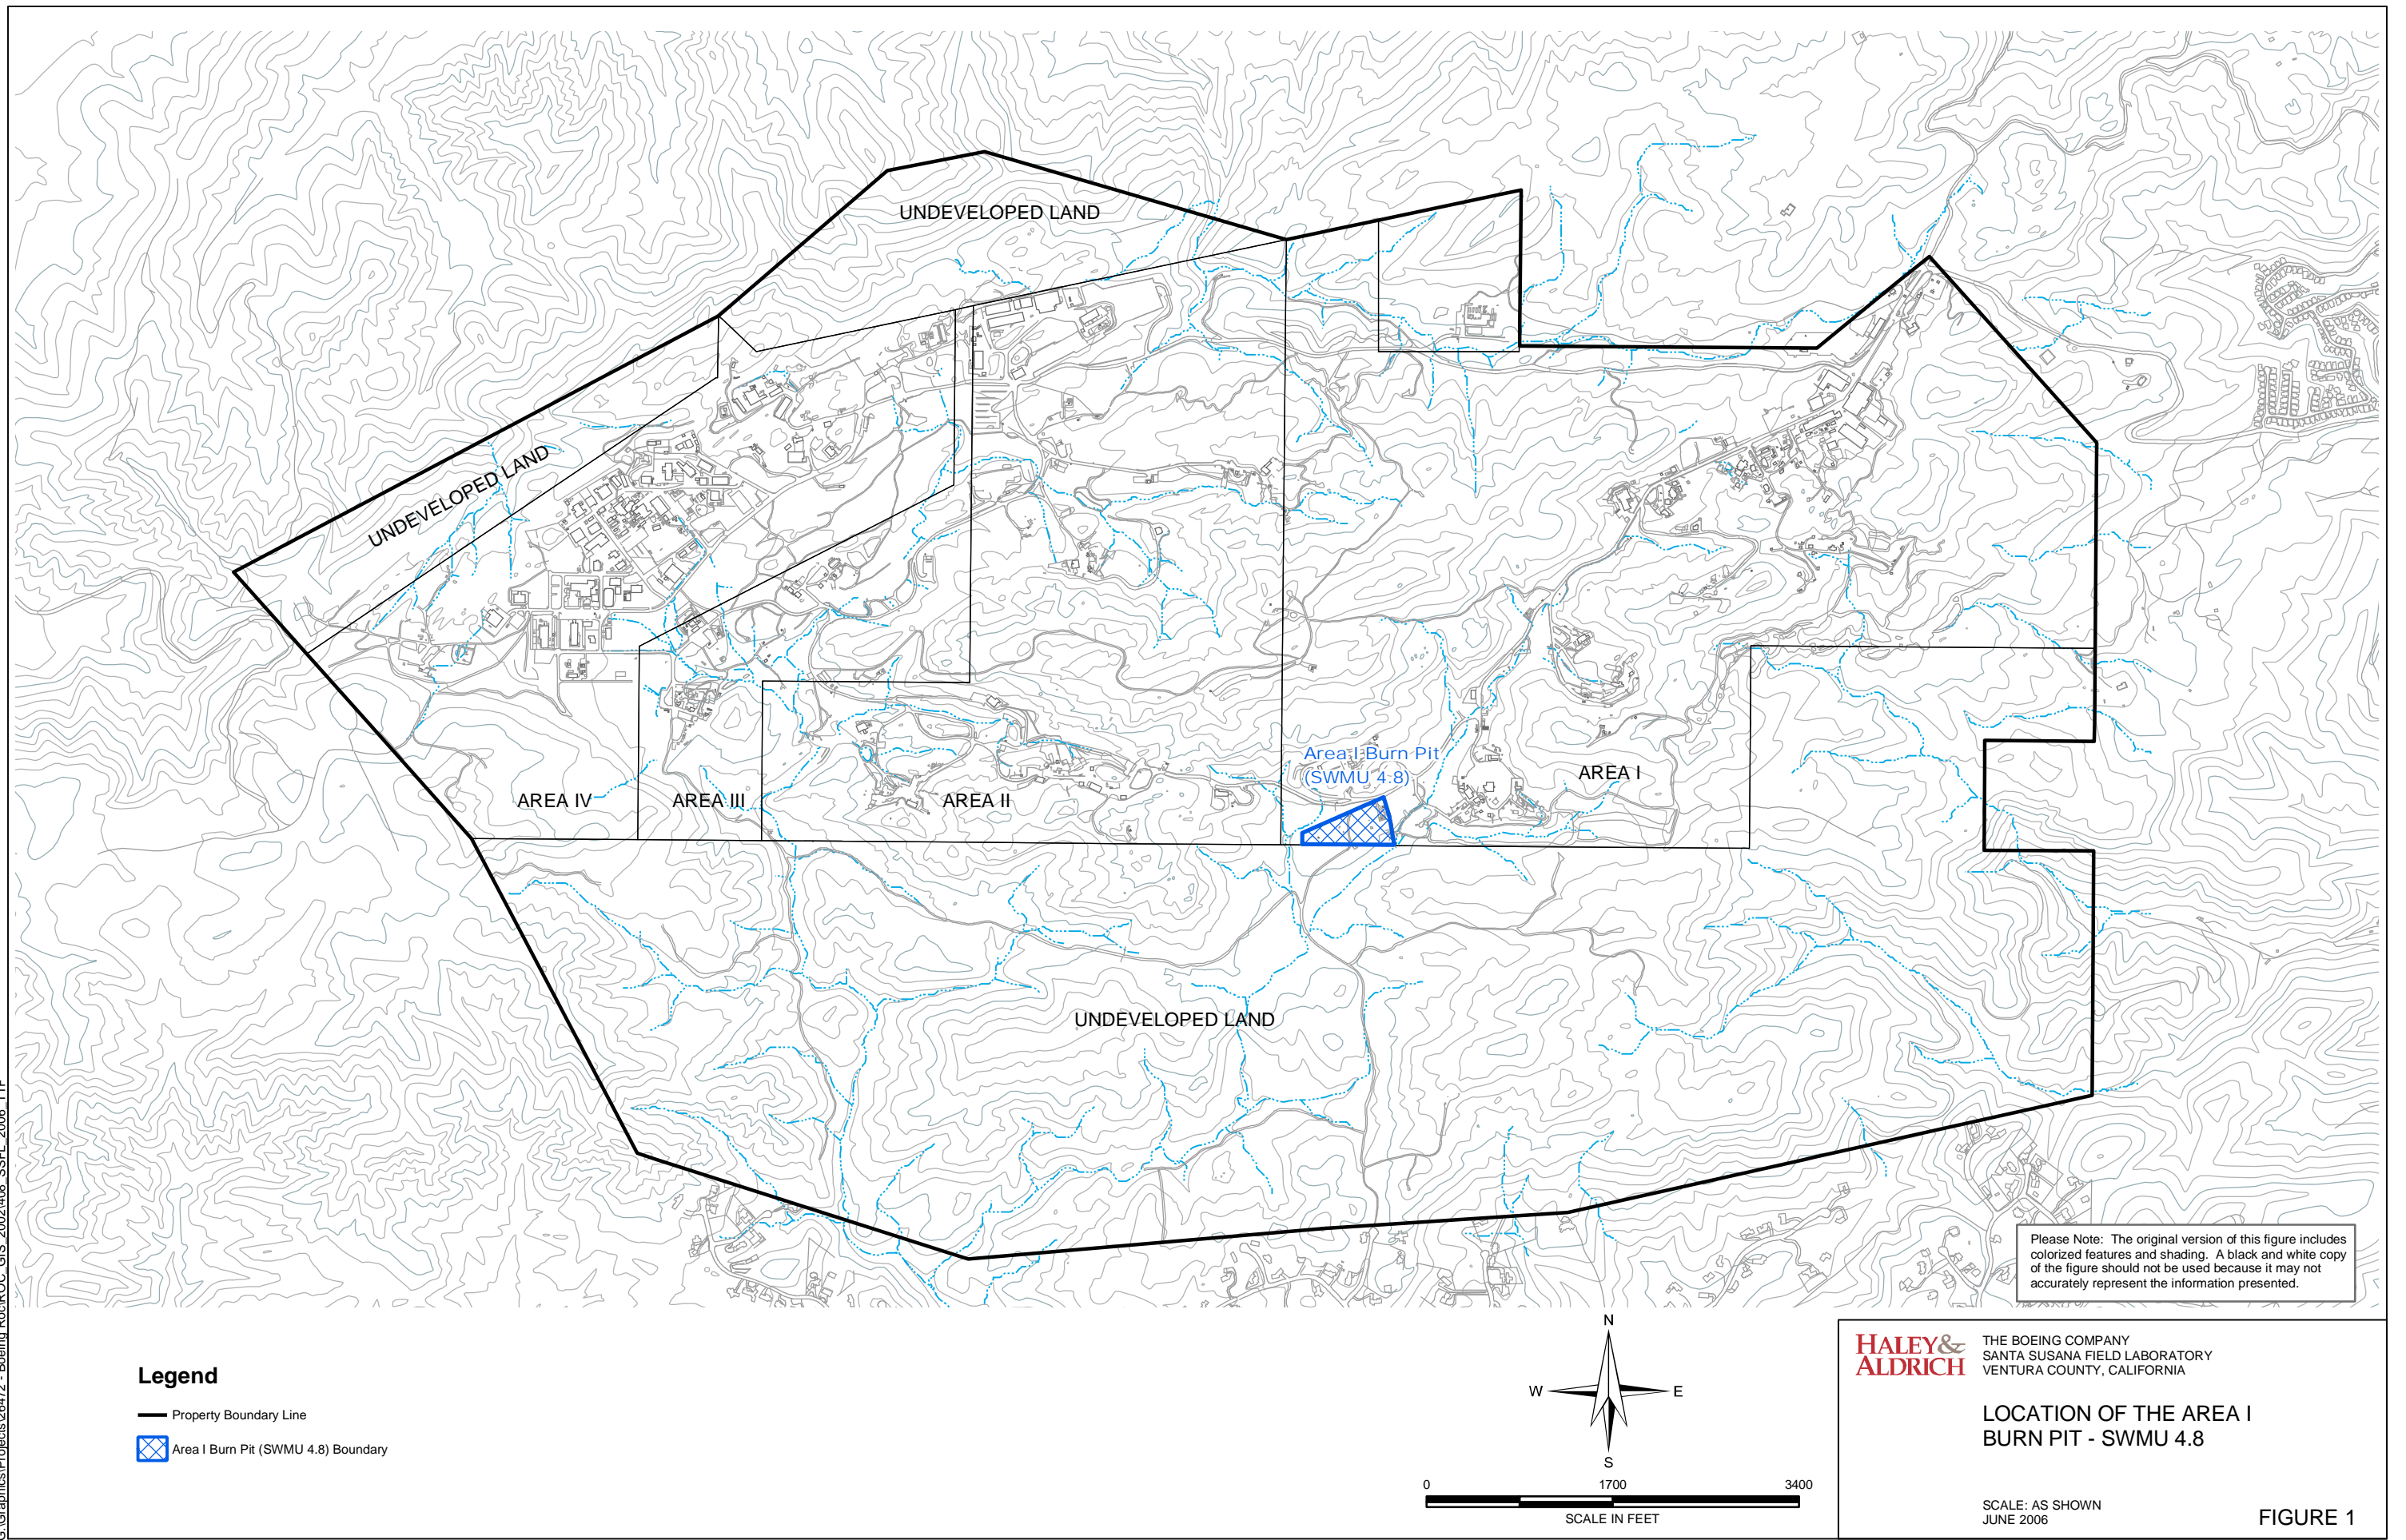 UNDEVELOPED LAND
UNDEVELOPED LAND
Area I Burn Pit
(SWMU 4.8)
AREA I
AREA IV
AREA III
AREA II
UNDEVELOPED LAND
Please Note: The original version of this figure includes
colorized features and shading. A black and white copy
of the figure should not be used because it may not
accurately represent the information presented.
Legend
Property Boundary Line
Area I Burn Pit (SWMU 4.8) Boundary
N
W
E
S
0
1700
3400
SCALE IN FEET
HALEY&
ALDRICH
THE BOEING COMPANY
SANTA SUSANA FIELD LABORATORY
VENTURA COUNTY, CALIFORNIA
LOCATION OF THE AREA I
BURN PIT - SWMU 4.8
SCALE: AS SHOWN
JUNE 2006
FIGURE 1